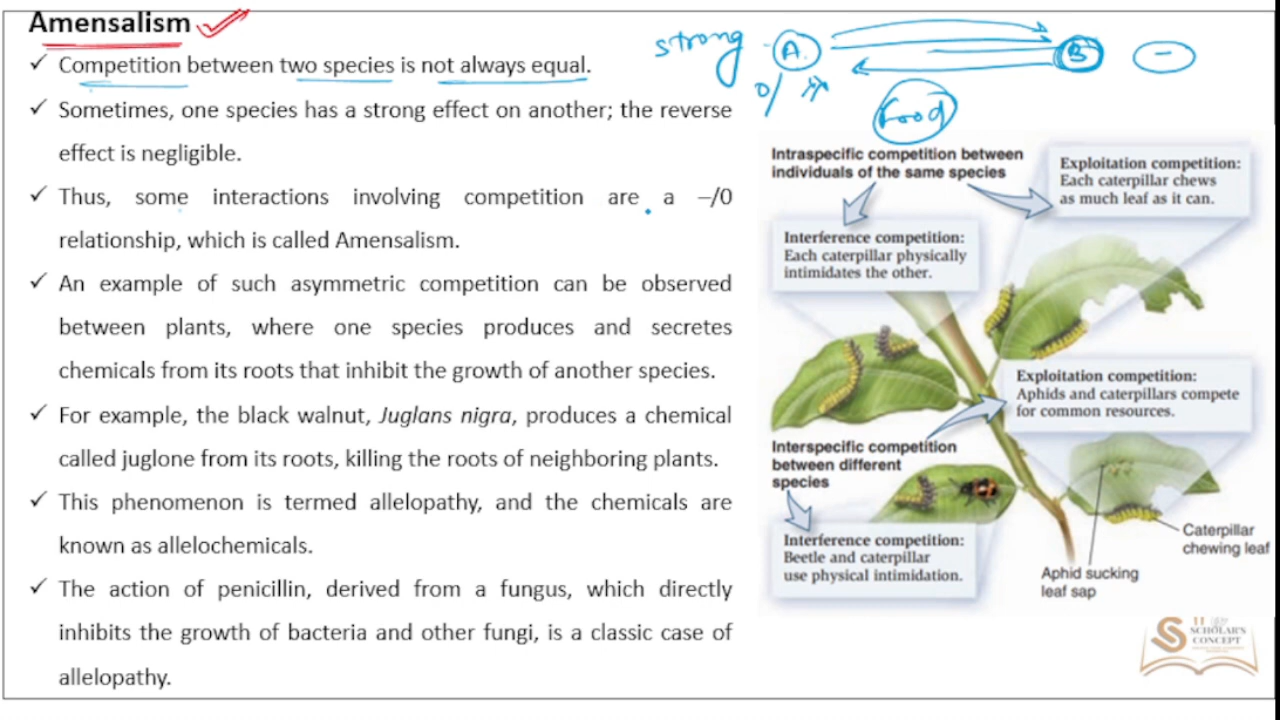 Amensalism
✓ Competition between two species is not always equal.
✓ Sometimes, one species has a strong effect on another; the reverse
effect is negligible.
✓ Thus, some interactions involving competition are a –/0
relationship, which is called Amensalism.
✓ An example of such asymmetric competition can be observed
between plants, where one species produces and secretes
chemicals from its roots that inhibit the growth of another species.
✓ For example, the black walnut, Juglans nigra, produces a chemical
called juglone from its roots, killing the roots of neighboring plants.
✓ This phenomenon is termed allelopathy, and the chemicals are
known as allelochemicals.
✓ The action of penicillin, derived from a fungus, which directly
inhibits the growth of bacteria and other fungi, is a classic case of
allelopathy.
strong A B –
0/
Food
Intraspecific competition between
individuals of the same species
Exploitation competition:
Each caterpillar chews
as much leaf as it can.
Interference competition:
Each caterpillar physically
intimidates the other.
Exploitation competition:
Aphids and caterpillars compete
for common resources.
Interspecific competition
between different
species
Interference competition:
Beetle and caterpillar
use physical intimidation.
Caterpillar
chewing leaf
Aphid sucking
leaf sap
SCHOLAR'S
CONCEPT